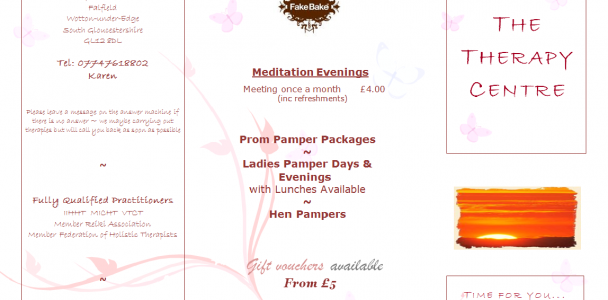 Falfield
Wotton-under-Edge
South Gloucestershire
GL12 8DL
Tel: 07747618802
Karen
Please leave a message on the answer machine if
there is no answer ~ we maybe carrying out
therapies but will call you back as soon as possible
~
Fully Qualified Practitioners
IIHHT MICHT VTCT
Member Reiki Association
Member Federation of Holistic Therapists
~
Fake Bake
Meditation Evenings
Meeting once a month £4.00
(inc refreshments)
Prom Pamper Packages
~
Ladies Pamper Days &
Evenings
with Lunches Available
~
Hen Pampers
Gift vouchers available
From £5
THE
THERAPY
CENTRE
TIME FOR YOU...